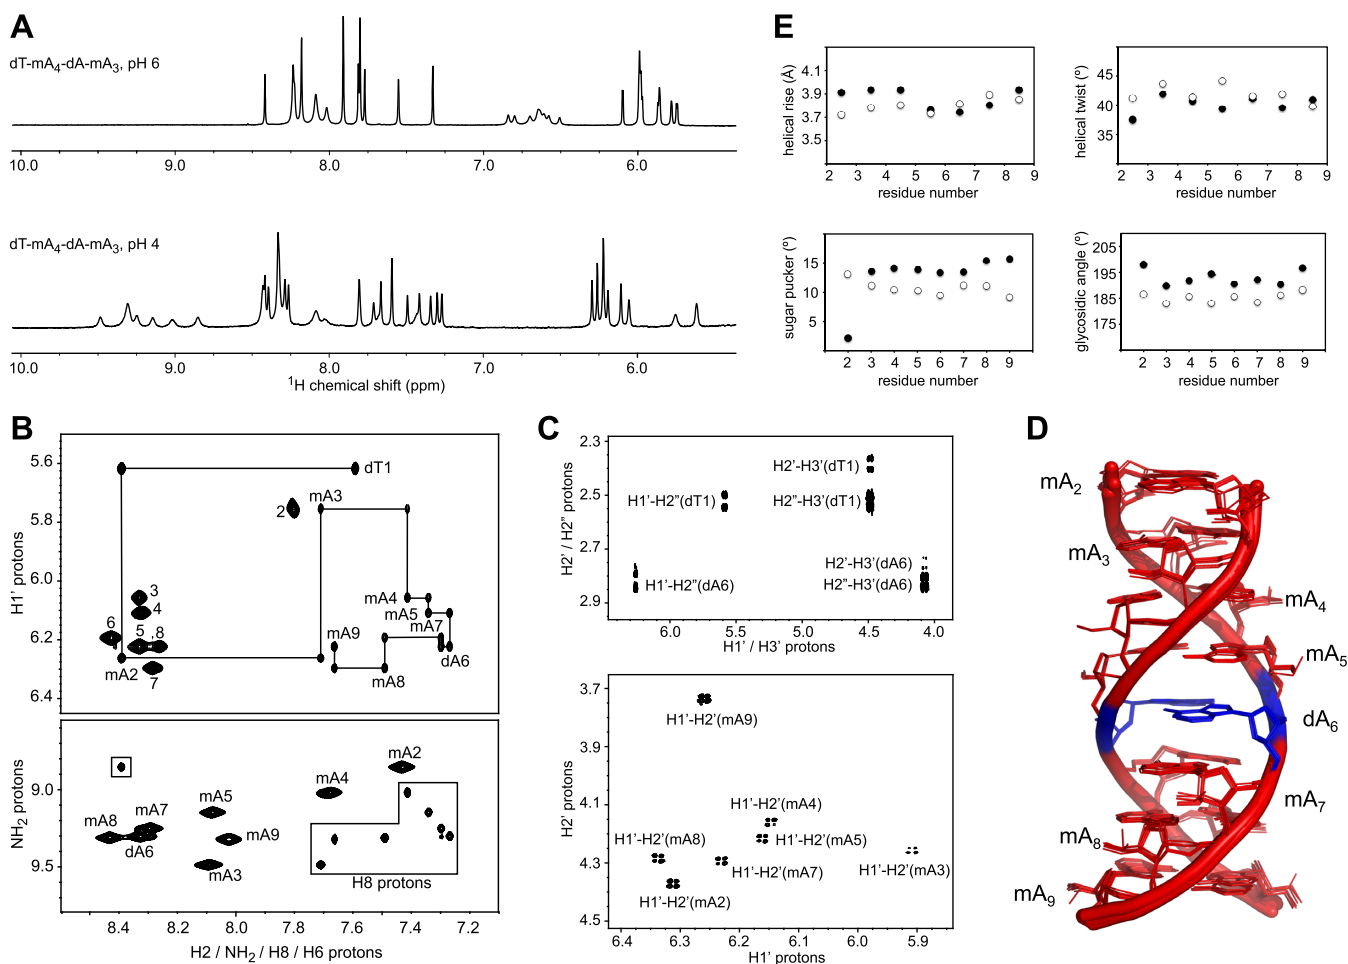 A
dT-mA4-dA-mA3, pH 6
10.0 9.0 8.0 7.0 6.0
dT-mA4-dA-mA3, pH 4
10.0 9.0 8.0 7.0 6.0
1H chemical shift (ppm)
E
helical rise (Å)
4.1
3.9
3.7
3.5
2 3 4 5 6 7 8 9
residue number
helical twist (º)
45
40
35
2 3 4 5 6 7 8 9
residue number
sugar pucker (º)
15
10
5
2 3 4 5 6 7 8 9
residue number
glycosidic angle (º)
205
195
185
175
2 3 4 5 6 7 8 9
residue number
B
H1' protons
5.6
5.8
6.0
6.2
6.4
dT1
mA3
2
3
4
mA4
mA5
mA7
6
5 ,8
mA9
dA6
mA2
7
mA8
NH2 protons
9.0
9.5
mA2
mA4
mA5
mA7
mA8
dA6
mA9
mA3
H8 protons
8.4 8.2 8.0 7.8 7.6 7.4 7.2
H2 / NH2 / H8 / H6 protons
C
H2' / H2'' protons
2.3
2.5
2.7
2.9
H2'-H3'(dT1)
H1'-H2''(dT1)
H2''-H3'(dT1)
H2'-H3'(dA6)
H1'-H2''(dA6)
H2''-H3'(dA6)
6.0 5.5 5.0 4.5 4.0
H1' / H3' protons
H2' protons
3.7
3.9
4.1
4.3
4.5
H1'-H2'(mA9)
H1'-H2'(mA4)
H1'-H2'(mA8)
H1'-H2'(mA5)
H1'-H2'(mA7)
H1'-H2'(mA3)
H1'-H2'(mA2)
6.4 6.3 6.2 6.1 6.0 5.9
H1' protons
D
mA2
mA3
mA4
mA5
dA6
mA7
mA8
mA9